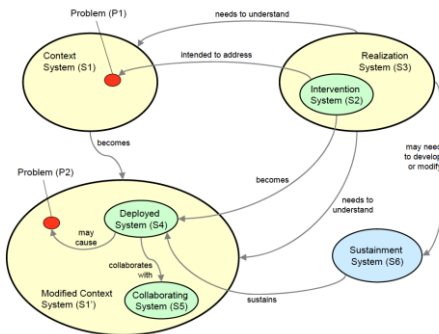 Problem (P1)
needs to understand
Context
System (S1)
intended to address
Realization
System (S3)
Intervention
System (S2)
becomes
may need
to develop
or modify
Problem (P2)
becomes
needs to
understand
Deployed
System (S4)
may
cause
collaborates
with
Sustainment
System (S6)
Modified Context
System (S1')
Collaborating
System (S5)
sustains